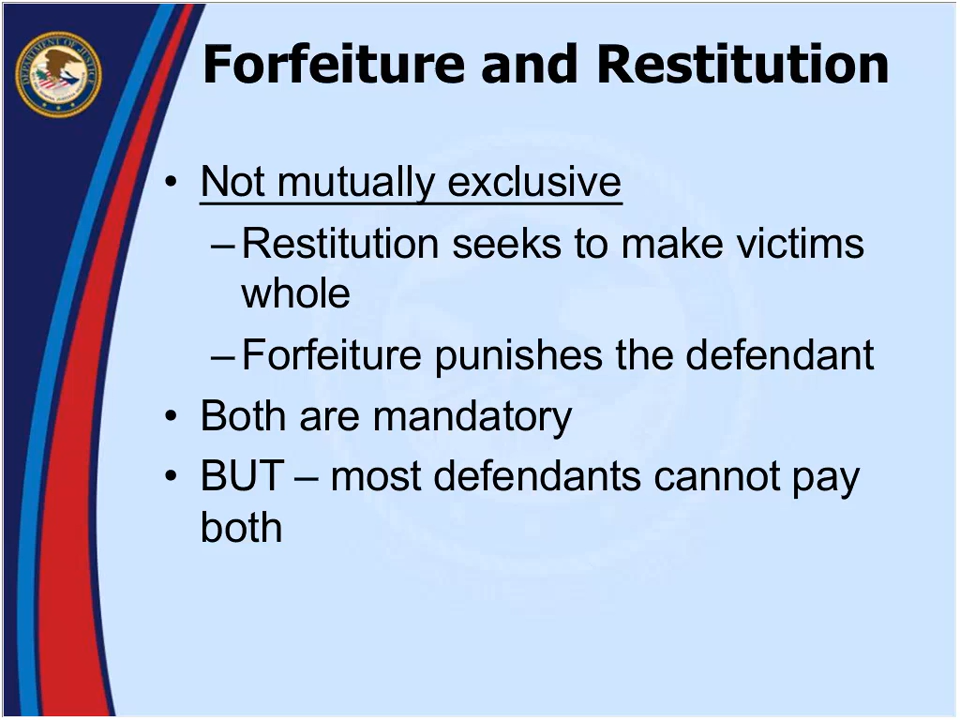 Forfeiture and Restitution
• Not mutually exclusive
–Restitution seeks to make victims
whole
–Forfeiture punishes the defendant
• Both are mandatory
• BUT – most defendants cannot pay
both